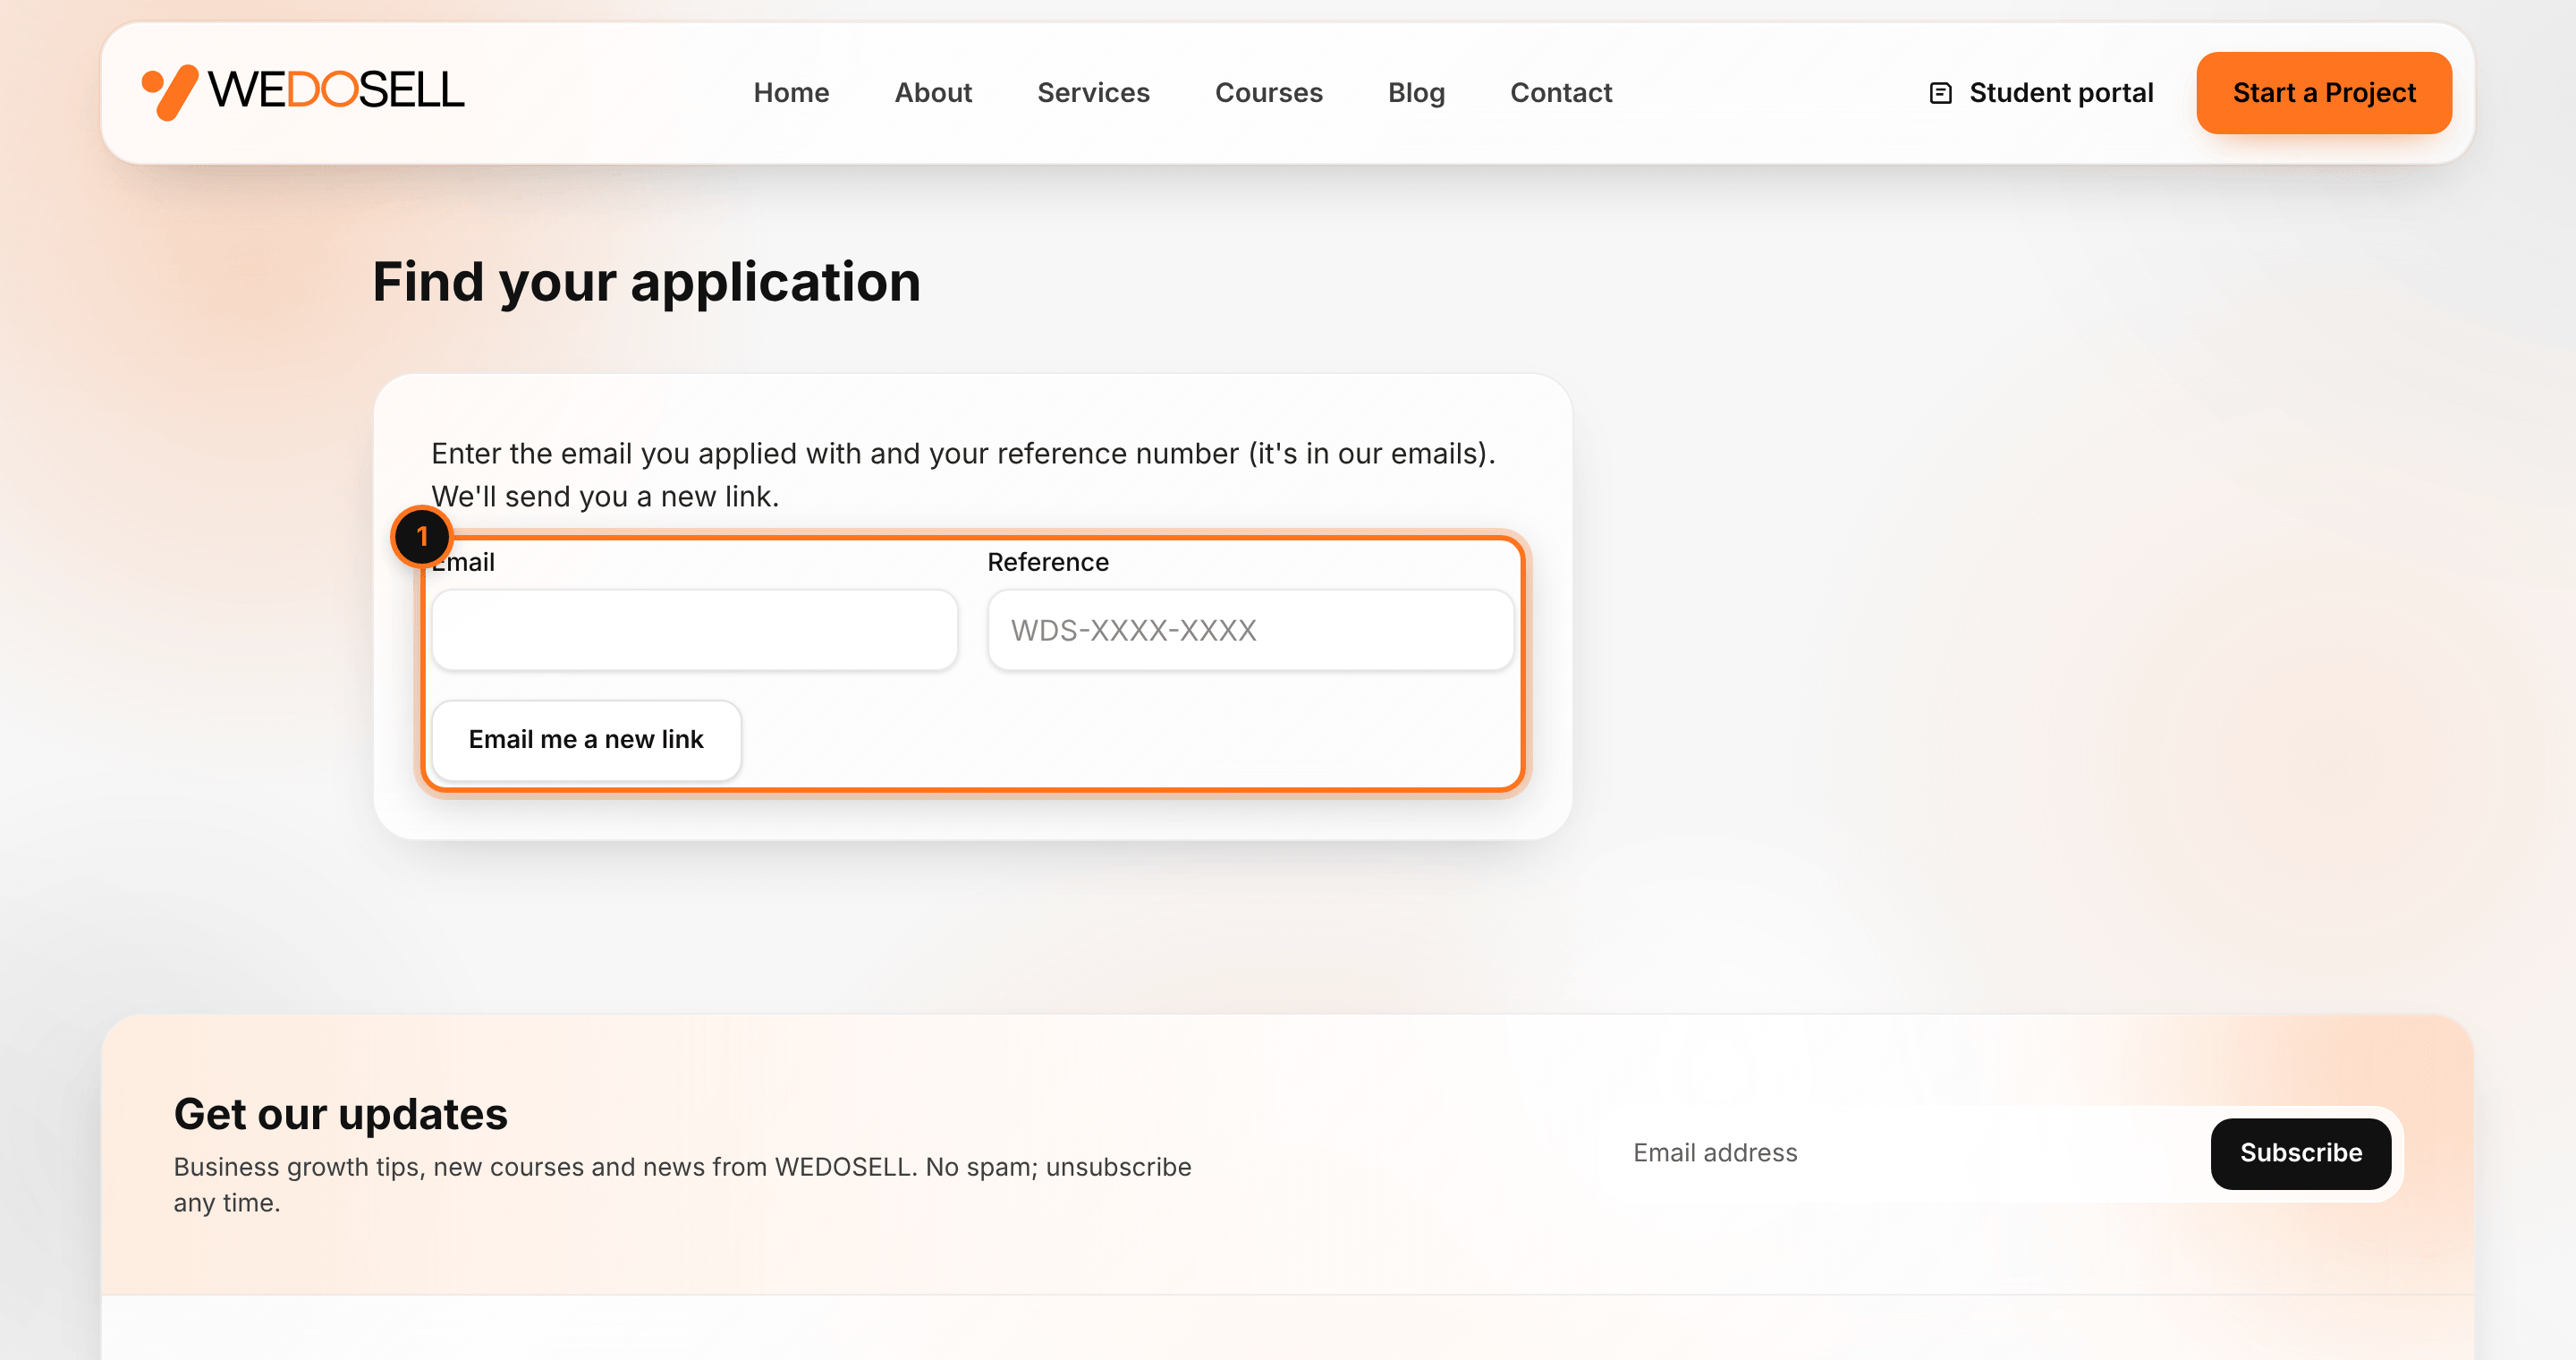 WEDOSELL
Home About Services Courses Blog Contact Student portal Start a Project
Find your application
Enter the email you applied with and your reference number (it's in our emails).
We'll send you a new link.
1
Email Reference
WDS-XXXX-XXXX
Email me a new link
Get our updates
Business growth tips, new courses and news from WEDOSELL. No spam; unsubscribe
any time.
Email address Subscribe